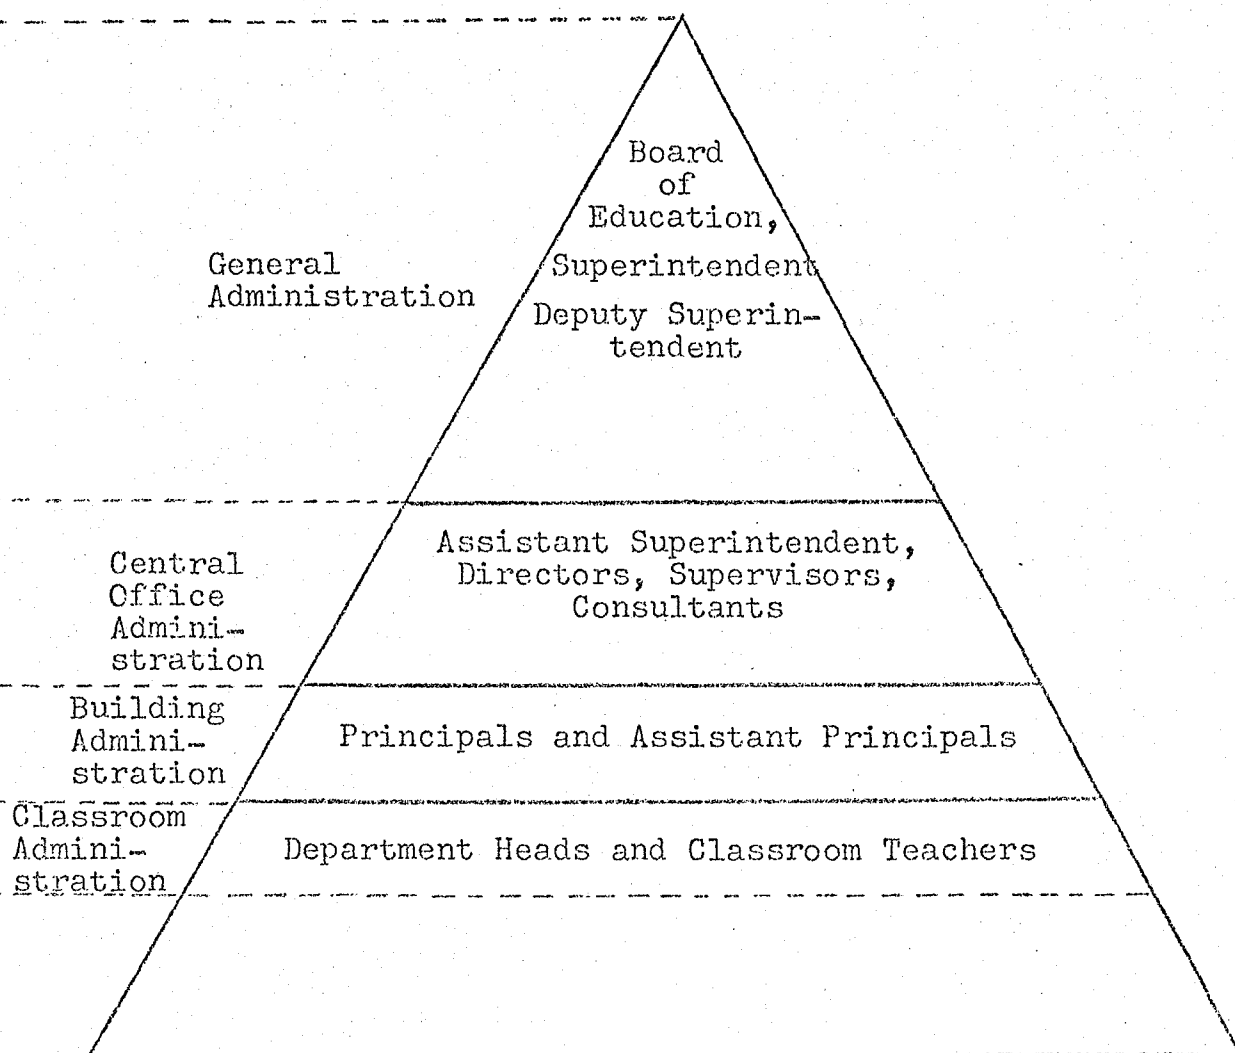 Board
of
Education,
Superintendent
Deputy Superin-
tendent
General
Administration
Assistant Superintendent,
Directors, Supervisors,
Consultants
Central
Office
Admini-
stration
Building
Admini-
stration
Principals and Assistant Principals
Classroom
Admini-
stration
Department Heads and Classroom Teachers